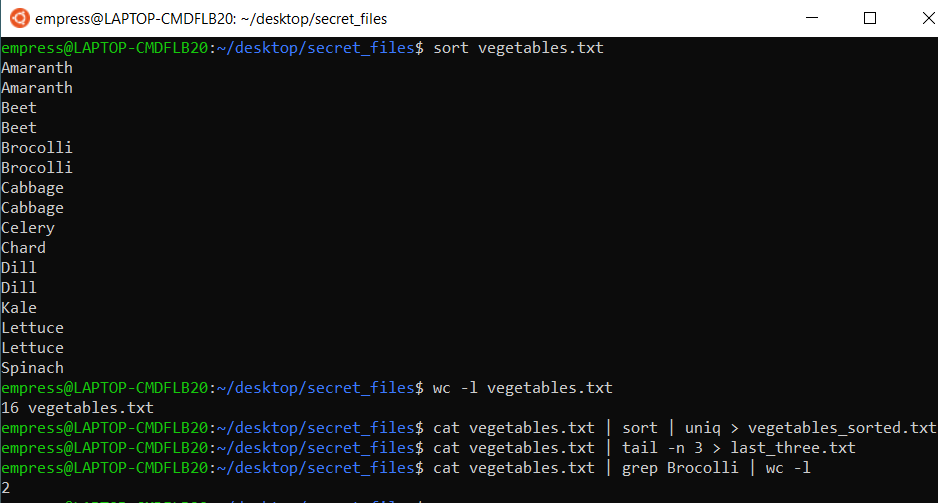 empress@LAPTOP-CMDFLB20: ~/desktop/secret_files
empress@LAPTOP-CMDFLB20:~/desktop/secret_files$ sort vegetables.txt
Amaranth
Amaranth
Beet
Beet
Brocolli
Brocolli
Cabbage
Cabbage
Celery
Chard
Dill
Dill
Kale
Lettuce
Lettuce
Spinach
empress@LAPTOP-CMDFLB20:~/desktop/secret_files$ wc -l vegetables.txt
16 vegetables.txt
empress@LAPTOP-CMDFLB20:~/desktop/secret_files$ cat vegetables.txt | sort | uniq > vegetables_sorted.txt
empress@LAPTOP-CMDFLB20:~/desktop/secret_files$ cat vegetables.txt | tail -n 3 > last_three.txt
empress@LAPTOP-CMDFLB20:~/desktop/secret_files$ cat vegetables.txt | grep Brocolli | wc -l
2